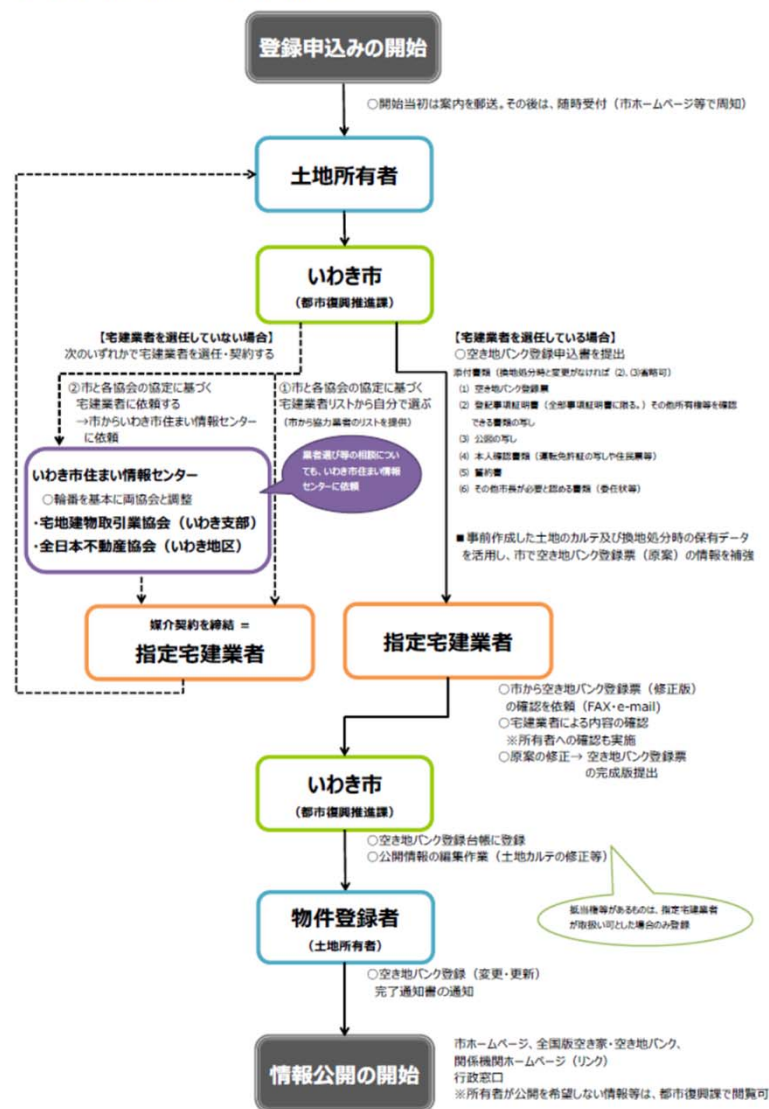 登録申込みの開始
○開始当初は案内を郵送。その後は、随時受付（市ホームページ等で周知）
土地所有者
いわき市
（都市復興推進課）
【宅建業者を選任していない場合】
次のいずれかで宅建業者を選任・契約する
②市と各協会の協定に基づく
宅建業者に依頼する
→市からいわき市住まい情報センター
に依頼
①市と各協会の協定に基づく
宅建業者リストから自分で選ぶ
（市から協力業者のリストを提供）
業者選び等の相談につい
ても、いわき市住まい情報
センターに依頼
いわき市住まい情報センター
○輪番を基本に両協会と調整
・宅地建物取引業協会（いわき支部）
・全日本不動産協会（いわき地区）
媒介契約を締結 =
指定宅建業者
【宅建業者を選任している場合】
○空き地バンク登録申込書を提出
添付書類（換地処分時と変更がなければ（2）、（3）省略可）
（1） 空き地バンク登録票
（2） 登記事項証明書（全部事項証明書に限る。）その他所有権等を確認
できる書類の写し
（3） 公図の写し
（4） 本人確認書類（運転免許証の写しや住民票等）
（5） 誓約書
（6） その他市長が必要と認める書類（委任状等）
■事前作成した土地のカルテ及び換地処分時の保有データ
を活用し、市で空き地バンク登録票（原案）の情報を補強
指定宅建業者
○市から空き地バンク登録票（修正版）
の確認を依頼（FAX・e-mail)
○宅建業者による内容の確認
※所有者への確認も実施
○原案の修正→ 空き地バンク登録票
の完成版提出
いわき市
（都市復興推進課）
○空き地バンク登録台帳に登録
○公開情報の編集作業（土地カルテの修正等）
抵当権等があるものは、指定宅建業者
が取扱い可とした場合のみ登録
物件登録者
（土地所有者）
○空き地バンク登録（変更・更新）
完了通知書の通知
情報公開の開始
市ホームページ、全国版空き家・空き地バンク、
関係機関ホームページ（リンク）
行政窓口
※所有者が公開を希望しない情報等は、都市復興課で閲覧可